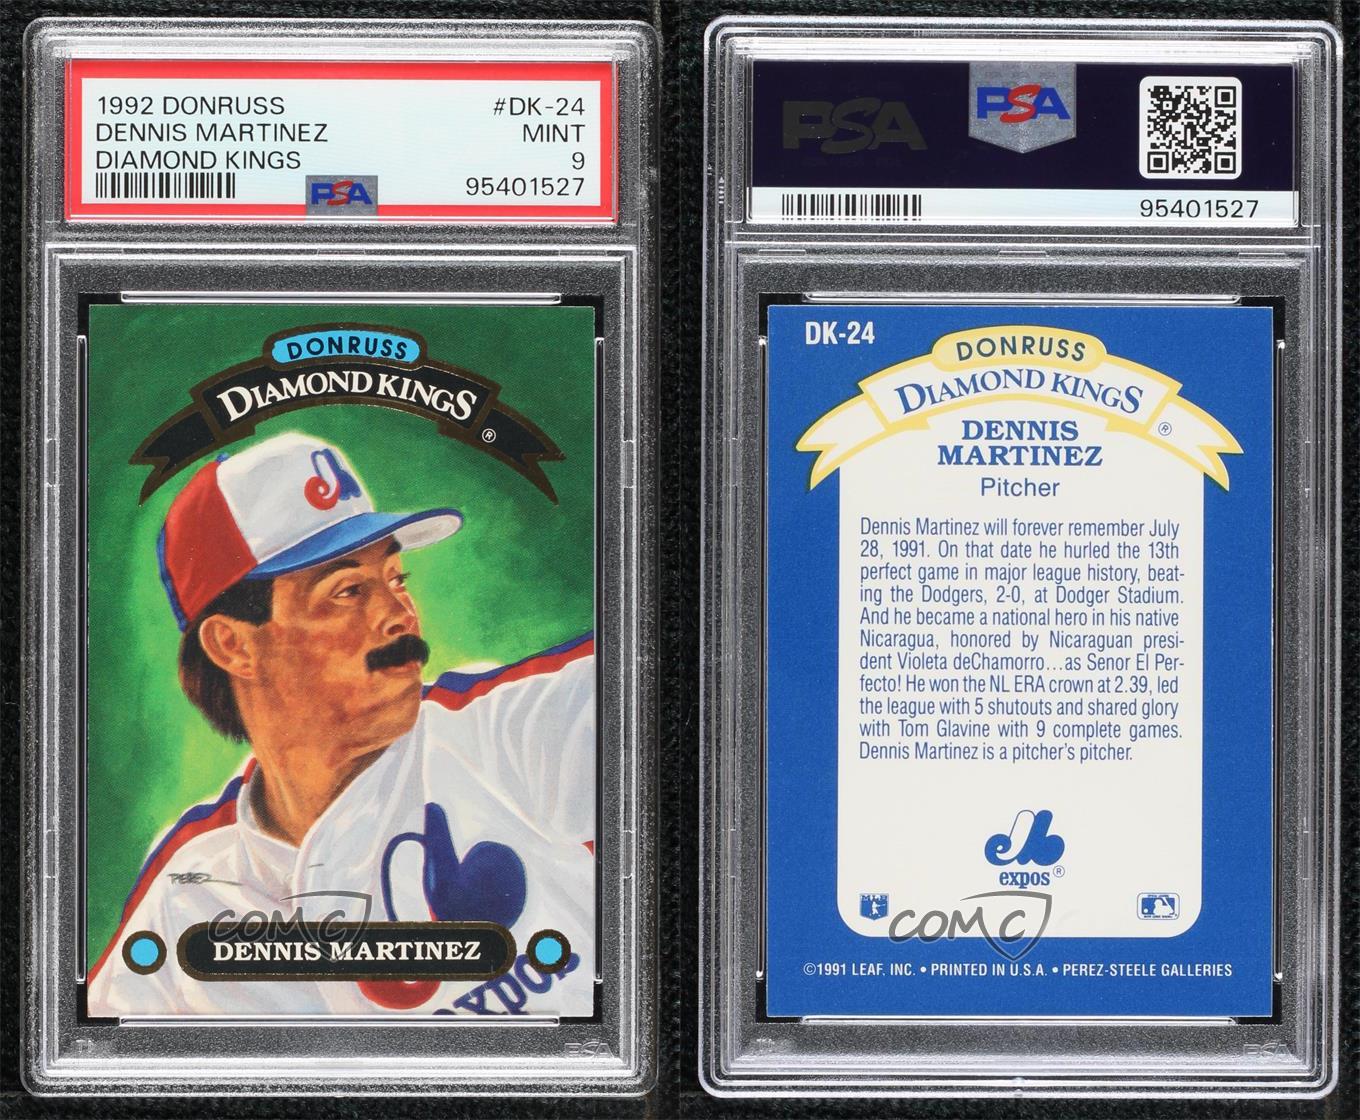 1992 DONRUSS #DK-24
DENNIS MARTINEZ MINT
DIAMOND KINGS 9
PSA 95401527
DONRUSS
DIAMOND KINGS
®
PEREZ
COMC
DENNIS MARTINEZ
expos
PSA
PSA PSA
95401527
DK-24
DONRUSS
DIAMOND KINGS
®
DENNIS
MARTINEZ
Pitcher
Dennis Martinez will forever remember July
28, 1991. On that date he hurled the 13th
perfect game in major league history, beat-
ing the Dodgers, 2-0, at Dodger Stadium.
And he became a national hero in his native
Nicaragua, honored by Nicaraguan presi-
dent Violeta deChamorro...as Senor El Per-
fecto! He won the NL ERA crown at 2.39, led
the league with 5 shutouts and shared glory
with Tom Glavine with 9 complete games.
Dennis Martinez is a pitcher's pitcher.
expos®
COMC
©1991 LEAF, INC. • PRINTED IN U.S.A. • PEREZ-STEELE GALLERIES
PSA